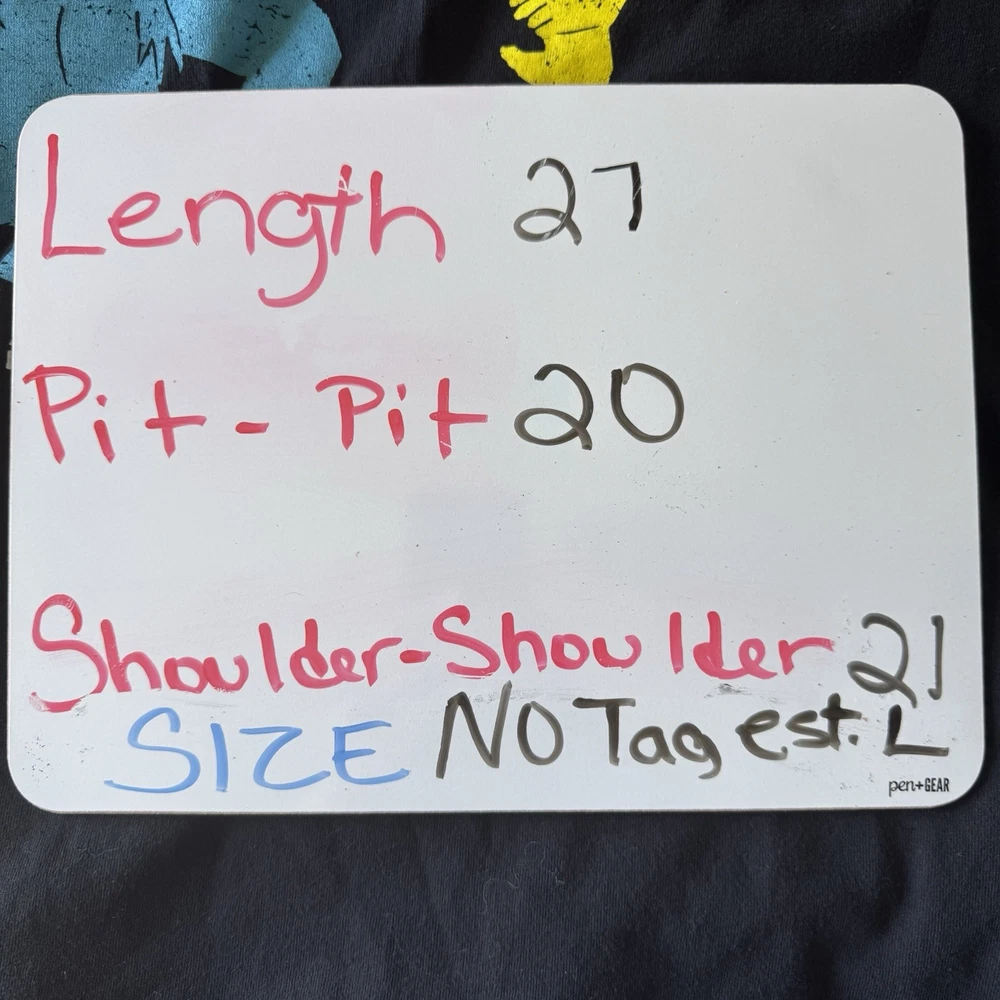 Length 27
Pit - Pit 20
Shoulder-Shoulder 21
SIZE NO Tag est. L
pen+GEAR